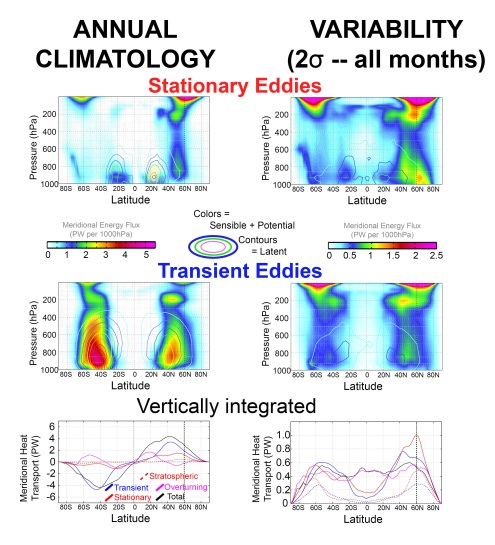 ANNUAL
CLIMATOLOGY
VARIABILITY
(2σ -- all months)
Stationary Eddies
Pressure (hPa)
200
400
600
800
1000
80S 60S 40S 20S 0 20N 40N 60N 80N
Latitude
Pressure (hPa)
200
400
600
800
1000
80S 60S 40S 20S 0 20N 40N 60N 80N
Latitude
Meridional Energy Flux
(PW per 1000hPa)
0 1 2 3 4 5
Colors =
Sensible + Potential
Contours
= Latent
Meridional Energy Flux
(PW per 1000hPa)
0 0.5 1 1.5 2 2.5
Transient Eddies
Pressure (hPa)
0
200
400
600
800
1000
80S 60S 40S 20S 0 20N 40N 60N 80N
Latitude
Pressure (hPa)
0
200
400
600
800
1000
80S 60S 40S 20S 0 20N 40N 60N 80N
Latitude
Vertically integrated
Meridional Heat
Transport (PW)
6
4
2
0
-2
-4
-6
Stratospheric
Transient
Overturning
Stationary
Total
80S 60S 40S 20S 0 20N 40N 60N 80N
Latitude
Meridional Heat
Transport (PW)
1.0
0.8
0.6
0.4
0.2
0
80S 60S 40S 20S 0 20N 40N 60N 80N
Latitude